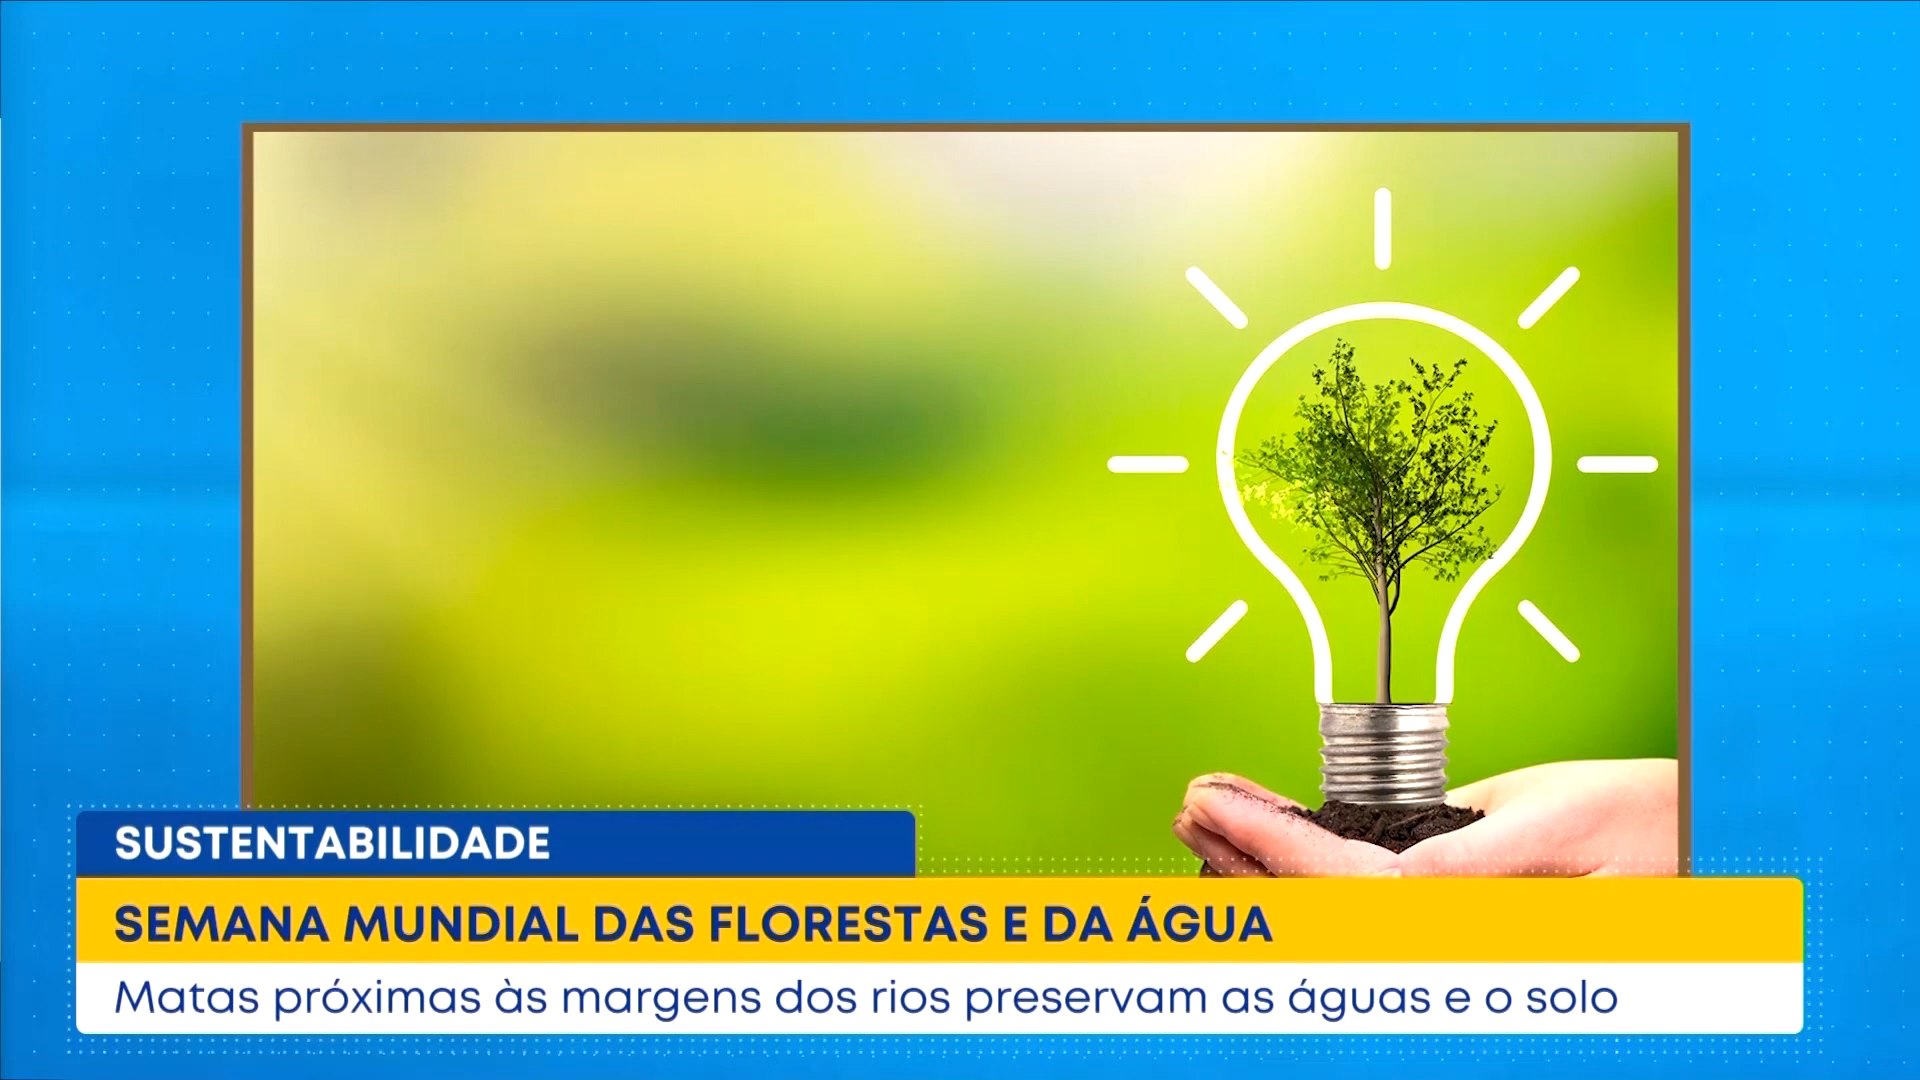 SUSTENTABILIDADE
SEMANA MUNDIAL DAS FLORESTAS E DA ÁGUA
Matas próximas às margens dos rios preservam as águas e o solo